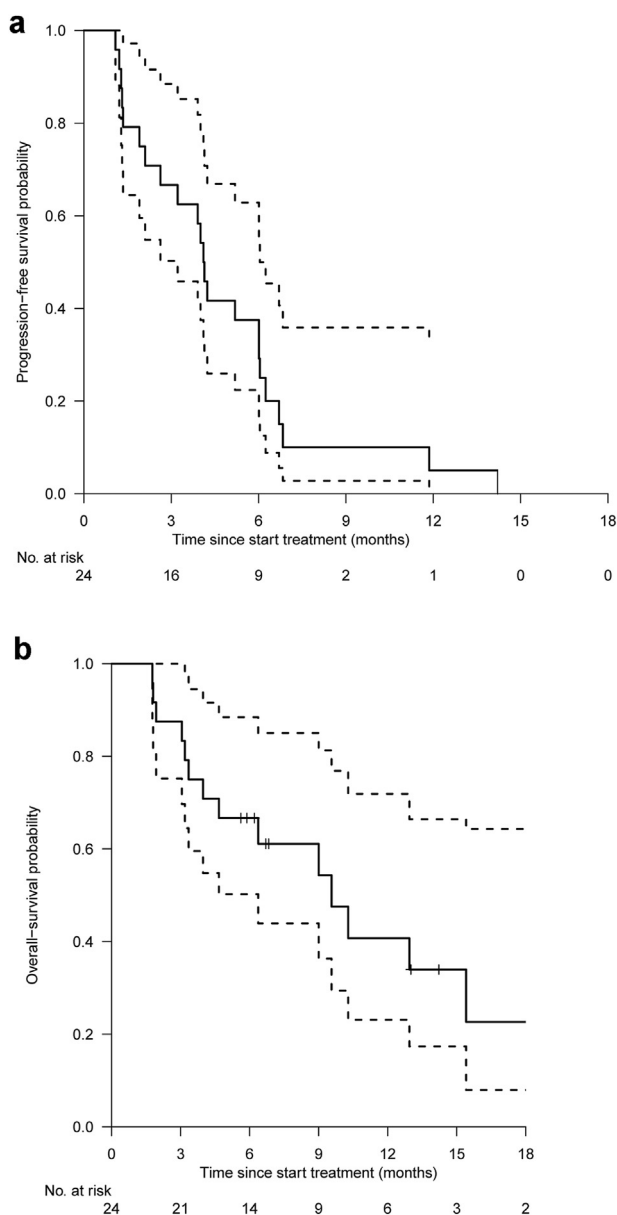 a
Progression−free survival probability
1.0
0.8
0.6
0.4
0.2
0.0
0 3 6 9 12 15 18
Time since start treatment (months)
No. at risk
24 16 9 2 1 0 0
b
Overall−survival probability
1.0
0.8
0.6
0.4
0.2
0.0
0 3 6 9 12 15 18
Time since start treatment (months)
No. at risk
24 21 14 9 6 3 2